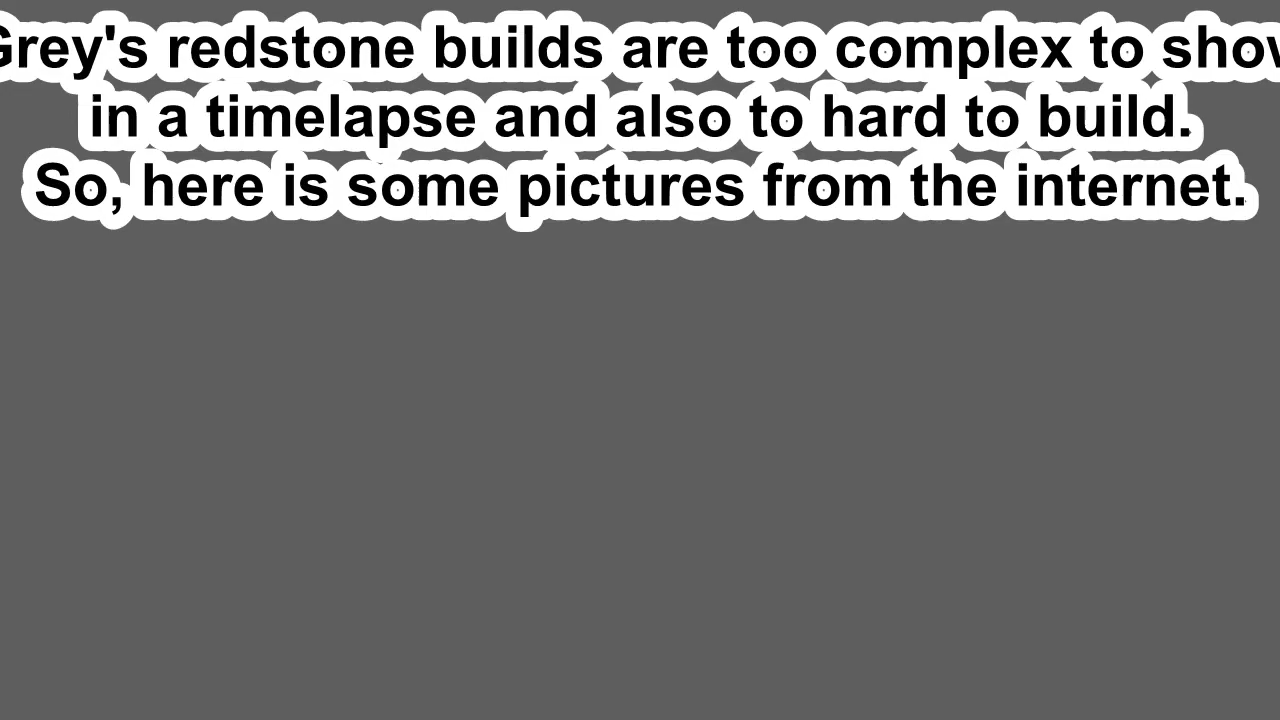 Grey's redstone builds are too complex to show
in a timelapse and also to hard to build.
So, here is some pictures from the internet.